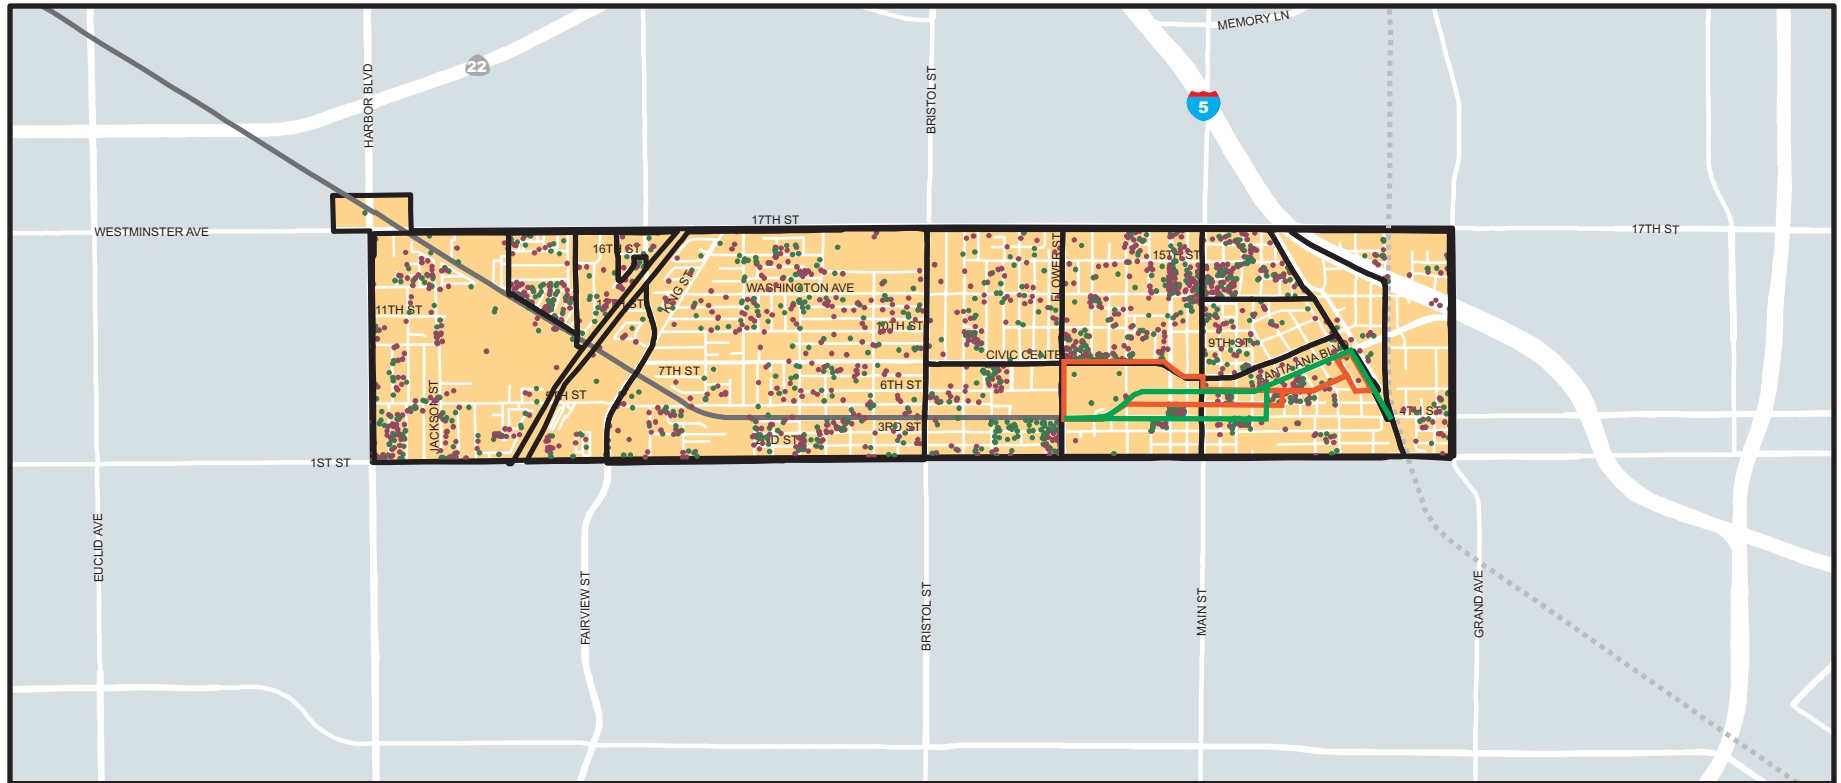 MEMORY LN
22
HARBOR BLVD
BRISTOL ST
5
17TH ST
WESTMINSTER AVE
17TH ST
16TH ST
FLOWER ST
15TH ST
KING ST
WASHINGTON AVE
11TH ST
10TH ST
9TH ST
CIVIC CENTE
SANTA ANA BLV
7TH ST
6TH ST
5TH ST
JACKSON ST
4TH ST
3RD ST
2ND ST
1ST ST
EUCLID AVE
FAIRVIEW ST
BRISTOL ST
MAIN ST
GRAND AVE